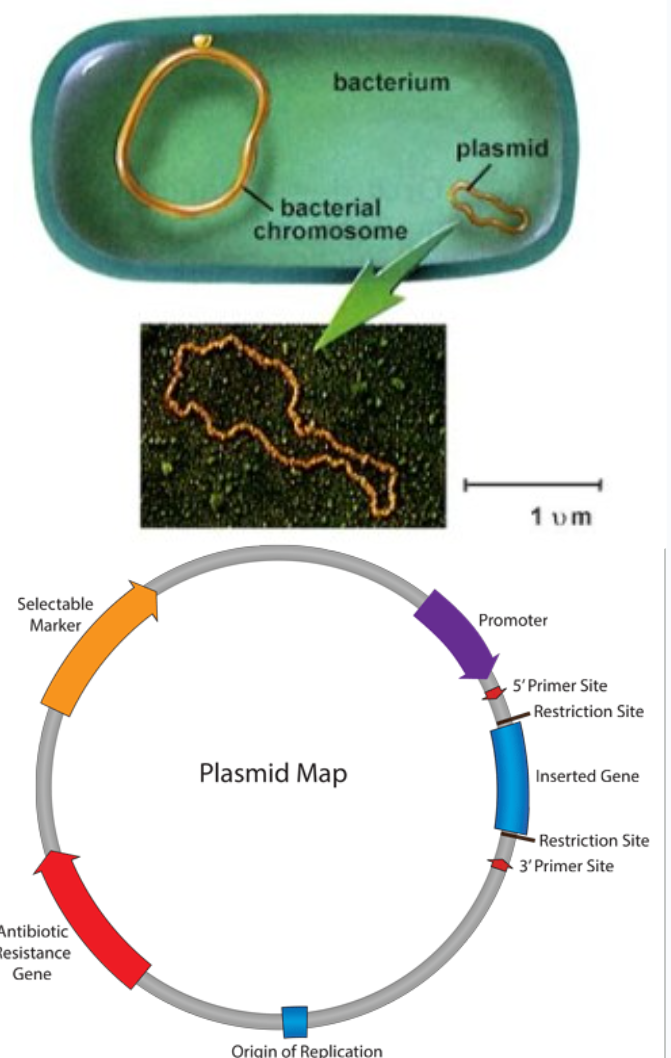 bacterium
plasmid
bacterial
chromosome
1 υm
Selectable
Marker
Promoter
5' Primer Site
Restriction Site
Plasmid Map
Inserted Gene
Restriction Site
3' Primer Site
Antibiotic
Resistance
Gene
Origin of Replication